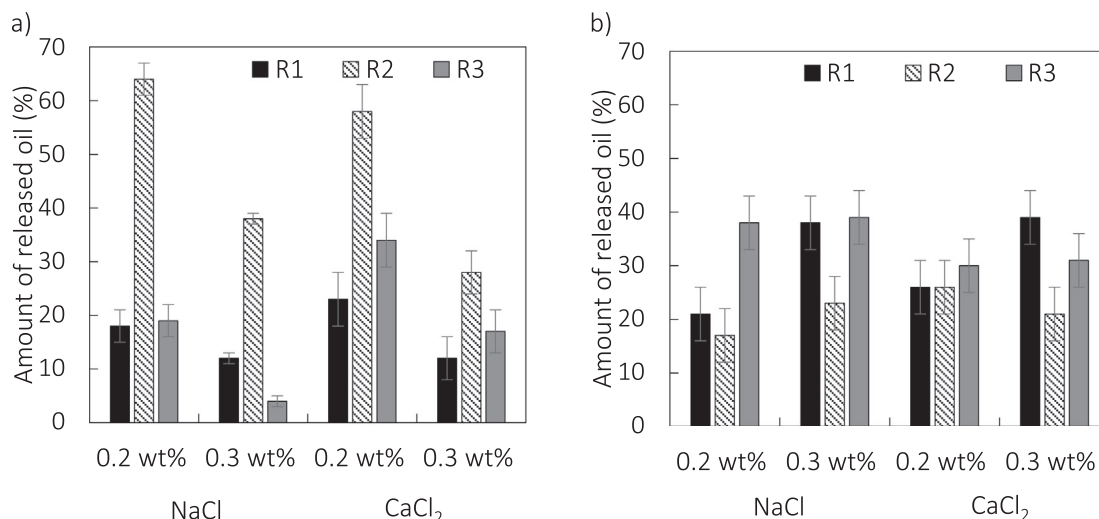 a)
Amount of released oil (%)
70
60
50
40
30
20
10
0
R1 R2 R3
0.2 wt% 0.3 wt% 0.2 wt% 0.3 wt%
NaCl CaCl₂
b)
Amount of released oil (%)
70
60
50
40
30
20
10
0
R1 R2 R3
0.2 wt% 0.3 wt% 0.2 wt% 0.3 wt%
NaCl CaCl₂